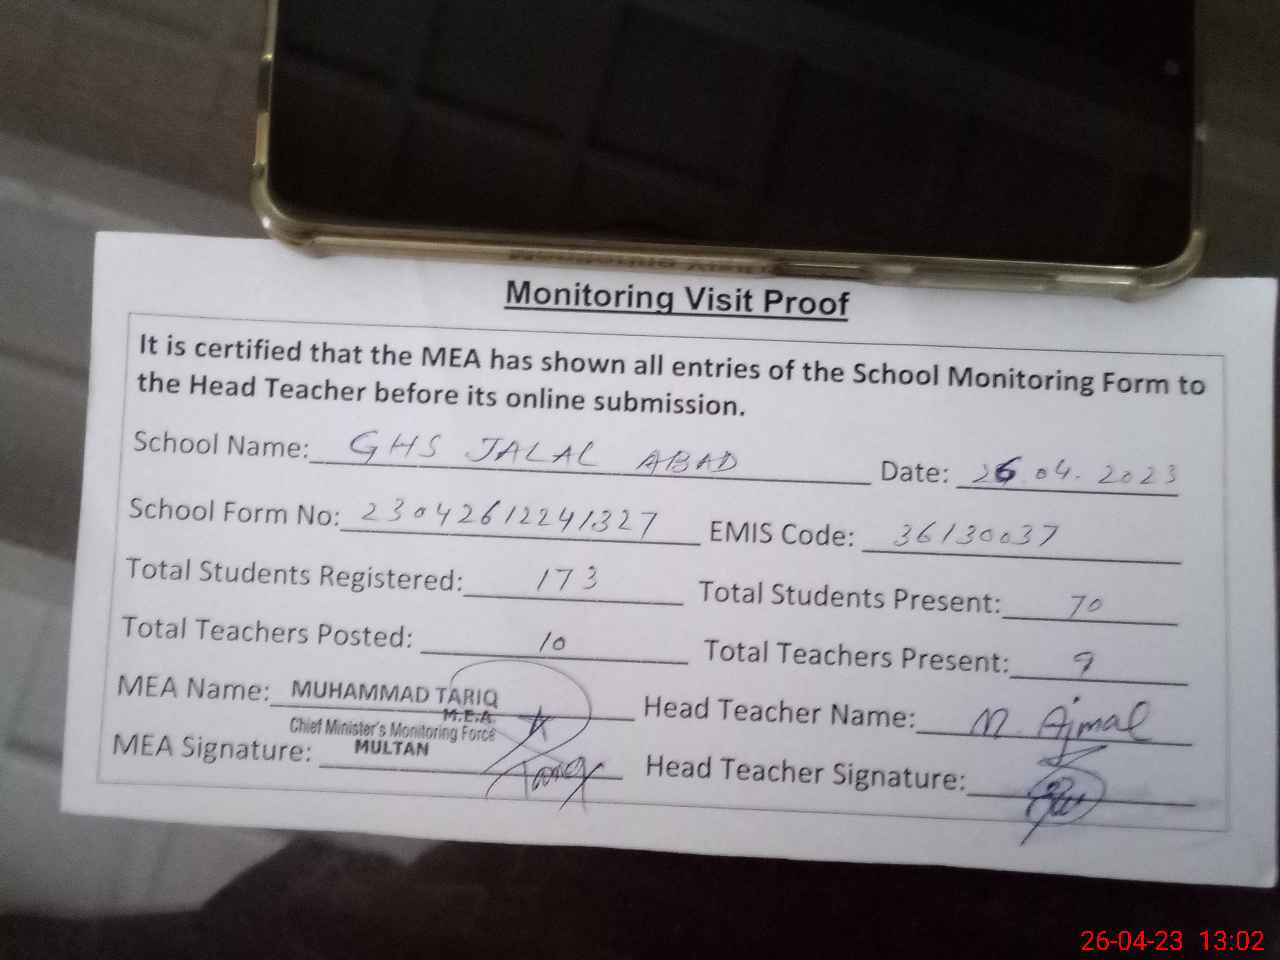 Monitoring Visit Proof
It is certified that the MEA has shown all entries of the School Monitoring Form to
the Head Teacher before its online submission.
School Name: GHS JALAL ABAD Date: 26.04.2023
School Form No: 23042612241327 EMIS Code: 36130037
Total Students Registered: 173 Total Students Present: 70
Total Teachers Posted: 10 Total Teachers Present: 9
MEA Name: MUHAMMAD TARIQ Head Teacher Name: M. Ajmal
M.E.A.
Chief Minister's Monitoring Force
MULTAN
MEA Signature: Head Teacher Signature:
26-04-23 13:02